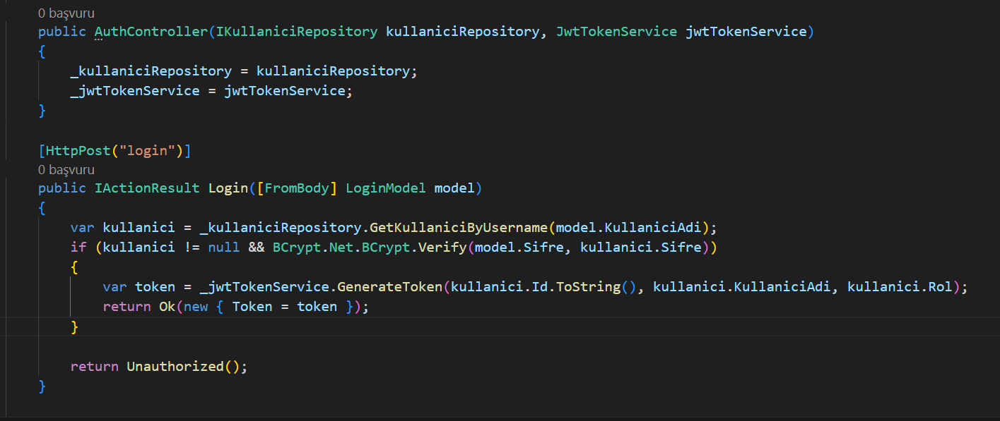 0 başvuru
public AuthController(IKullaniciRepository kullaniciRepository, JwtTokenService jwtTokenService)
{
_kullaniciRepository = kullaniciRepository;
_jwtTokenService = jwtTokenService;
}
[HttpPost("login")]
0 başvuru
public IActionResult Login([FromBody] LoginModel model)
{
var kullanici = _kullaniciRepository.GetKullaniciByUsername(model.KullaniciAdi);
if (kullanici != null && BCrypt.Net.BCrypt.Verify(model.Sifre, kullanici.Sifre))
{
var token = _jwtTokenService.GenerateToken(kullanici.Id.ToString(), kullanici.KullaniciAdi, kullanici.Rol);
return Ok(new { Token = token });
}
return Unauthorized();
}